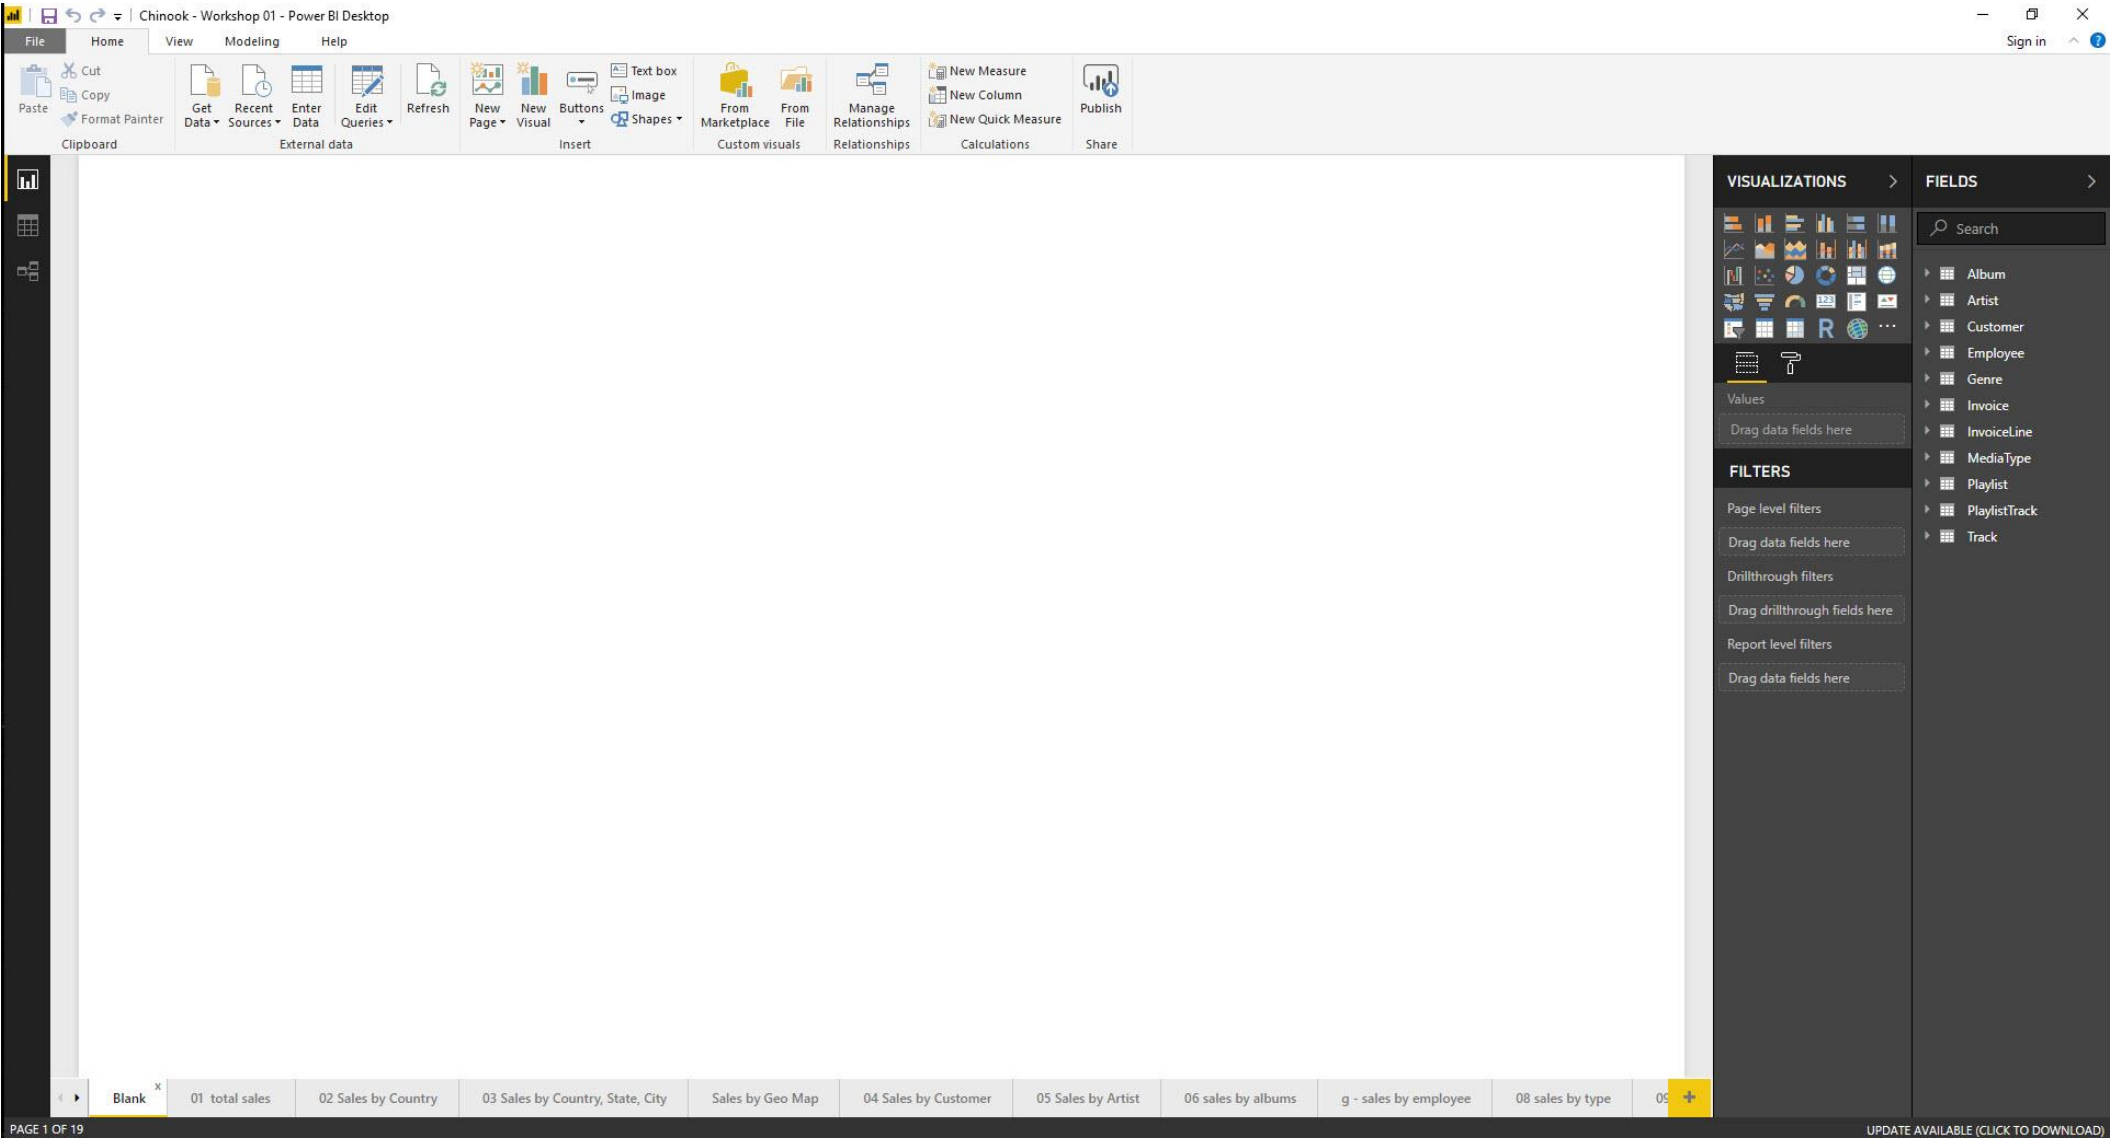 Chinook - Workshop 01 - Power BI Desktop
File Home View Modeling Help Sign in
Paste
Cut
Copy
Format Painter
Clipboard
Get Data
Recent Sources
Enter Data
Edit Queries
Refresh
External data
New Page
New Visual
Buttons
Text box
Image
Shapes
Insert
From Marketplace
From File
Custom visuals
Manage Relationships
Relationships
New Measure
New Column
New Quick Measure
Calculations
Publish
Share
VISUALIZATIONS
123
R
Values
Drag data fields here
FILTERS
Page level filters
Drag data fields here
Drillthrough filters
Drag drillthrough fields here
Report level filters
Drag data fields here
FIELDS
Search
Album
Artist
Customer
Employee
Genre
Invoice
InvoiceLine
MediaType
Playlist
PlaylistTrack
Track
Blank x 01 total sales 02 Sales by Country 03 Sales by Country, State, City Sales by Geo Map 04 Sales by Customer 05 Sales by Artist 06 sales by albums g - sales by employee 08 sales by type 09
PAGE 1 OF 19
UPDATE AVAILABLE (CLICK TO DOWNLOAD)